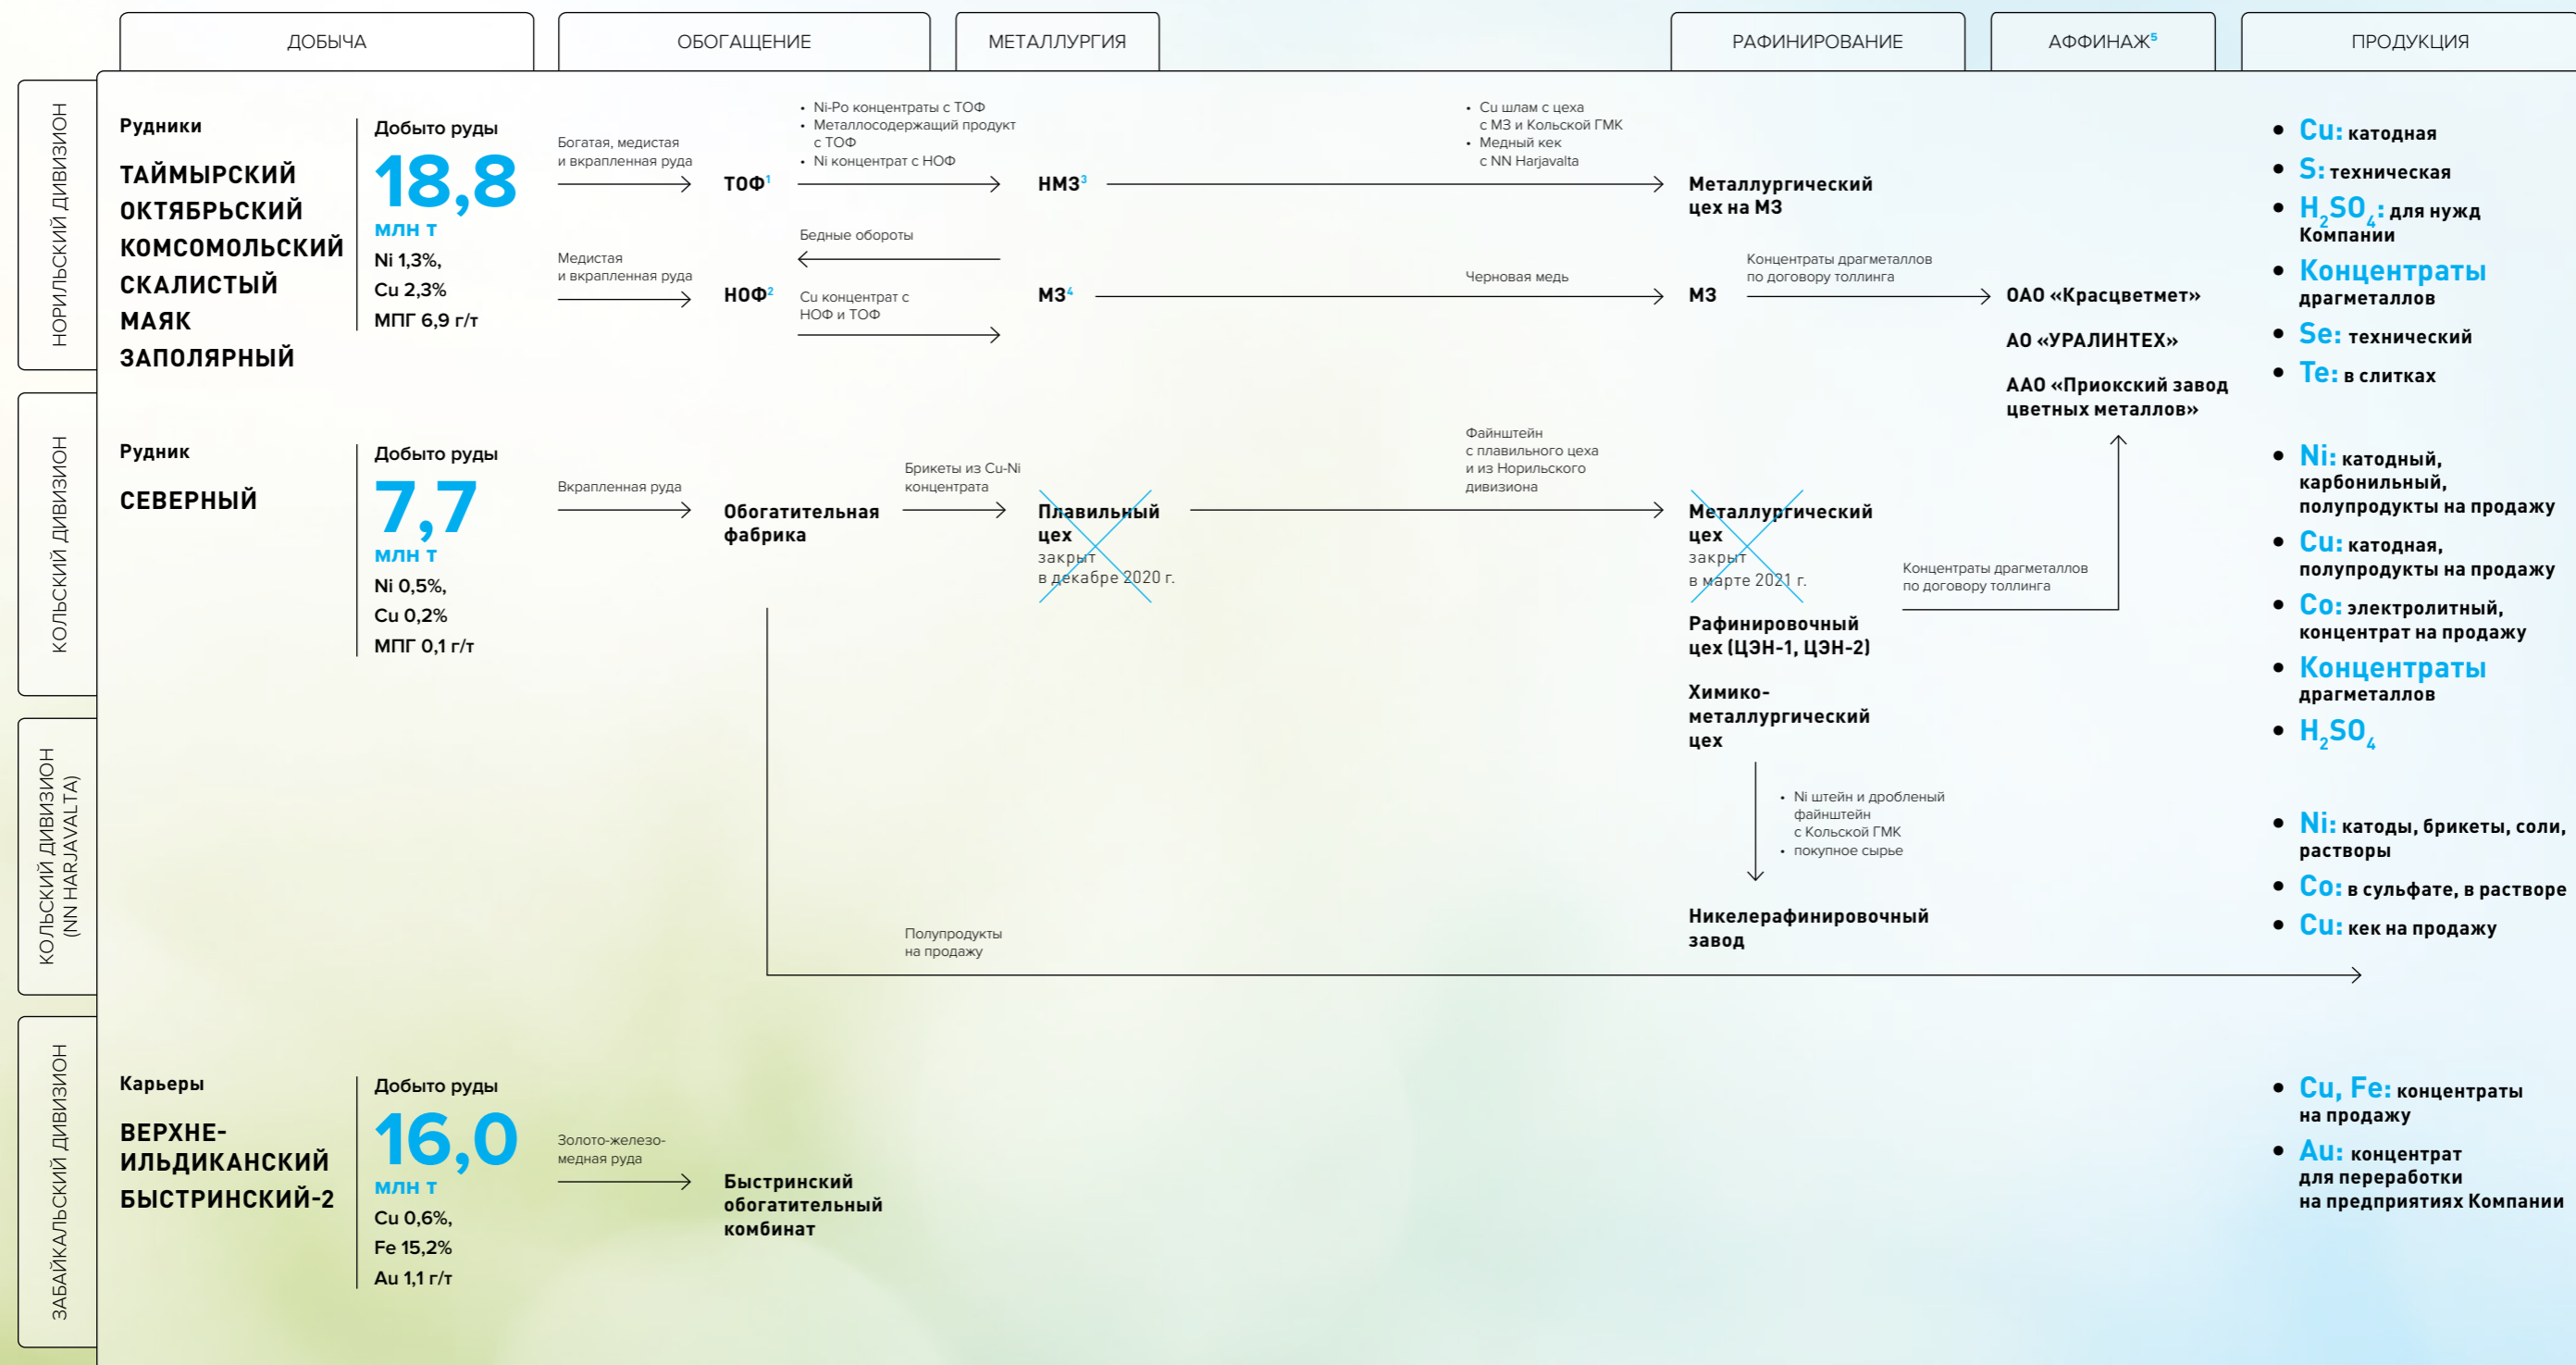 ДОБЫЧА
ОБОГАЩЕНИЕ
МЕТАЛЛУРГИЯ
РАФИНИРОВАНИЕ
АФФИНАЖ5
ПРОДУКЦИЯ
НОРИЛЬСКИЙ ДИВИЗИОН
Рудники
ТАЙМЫРСКИЙ
ОКТЯБРЬСКИЙ
КОМСОМОЛЬСКИЙ
СКАЛИСТЫЙ
МАЯК
ЗАПОЛЯРНЫЙ
Добыто руды
18,8
млн т
Ni 1,3%,
Cu 2,3%
МПГ 6,9 г/т
Богатая, медистая
и вкрапленная руда
ТОФ1
• Ni-Po концентраты с ТОФ
• Металлосодержащий продукт
с ТОФ
• Ni концентрат с НОФ
НМЗ3
• Cu шлам с цеха
с МЗ и Кольской ГМК
• Медный кек
с NN Harjavalta
Металлургический
цех на МЗ
Медистая
и вкрапленная руда
НОФ2
Бедные обороты
Cu концентрат с
НОФ и ТОФ
МЗ4
Черновая медь
МЗ
Концентраты драгметаллов
по договору толлинга
ОАО «Красцветмет»
АО «УРАЛИНТЕХ»
ААО «Приокский завод
цветных металлов»
• Cu: катодная
• S: техническая
• H2SO4: для нужд
Компании
• Концентраты
драгметаллов
• Se: технический
• Te: в слитках
КОЛЬСКИЙ ДИВИЗИОН
Рудник
СЕВЕРНЫЙ
Добыто руды
7,7
млн т
Ni 0,5%,
Cu 0,2%
МПГ 0,1 г/т
Вкрапленная руда
Обогатительная
фабрика
Брикеты из Cu-Ni
концентрата
Плавильный
цех
закрыт
в декабре 2020 г.
Файнштейн
с плавильного цеха
и из Норильского
дивизиона
Металлургический
цех
закрыт
в марте 2021 г.
Рафинировочный
цех (ЦЭН-1, ЦЭН-2)
Химико-
металлургический
цех
Концентраты драгметаллов
по договору толлинга
• Ni: катодный,
карбонильный,
полупродукты на продажу
• Cu: катодная,
полупродукты на продажу
• Co: электролитный,
концентрат на продажу
• Концентраты
драгметаллов
• H2SO4
КОЛЬСКИЙ ДИВИЗИОН
(NN HARJAVALTA)
• Ni штейн и дробленый
файнштейн
с Кольской ГМК
• покупное сырье
Никелерафинировочный
завод
Полупродукты
на продажу
• Ni: катоды, брикеты, соли,
растворы
• Co: в сульфате, в растворе
• Cu: кек на продажу
ЗАБАЙКАЛЬСКИЙ ДИВИЗИОН
Карьеры
ВЕРХНЕ-
ИЛЬДИКАНСКИЙ
БЫСТРИНСКИЙ-2
Добыто руды
16,0
млн т
Cu 0,6%,
Fe 15,2%
Au 1,1 г/т
Золото-железо-
медная руда
Быстринский
обогатительный
комбинат
• Cu, Fe: концентраты
на продажу
• Au: концентрат
для переработки
на предприятиях Компании